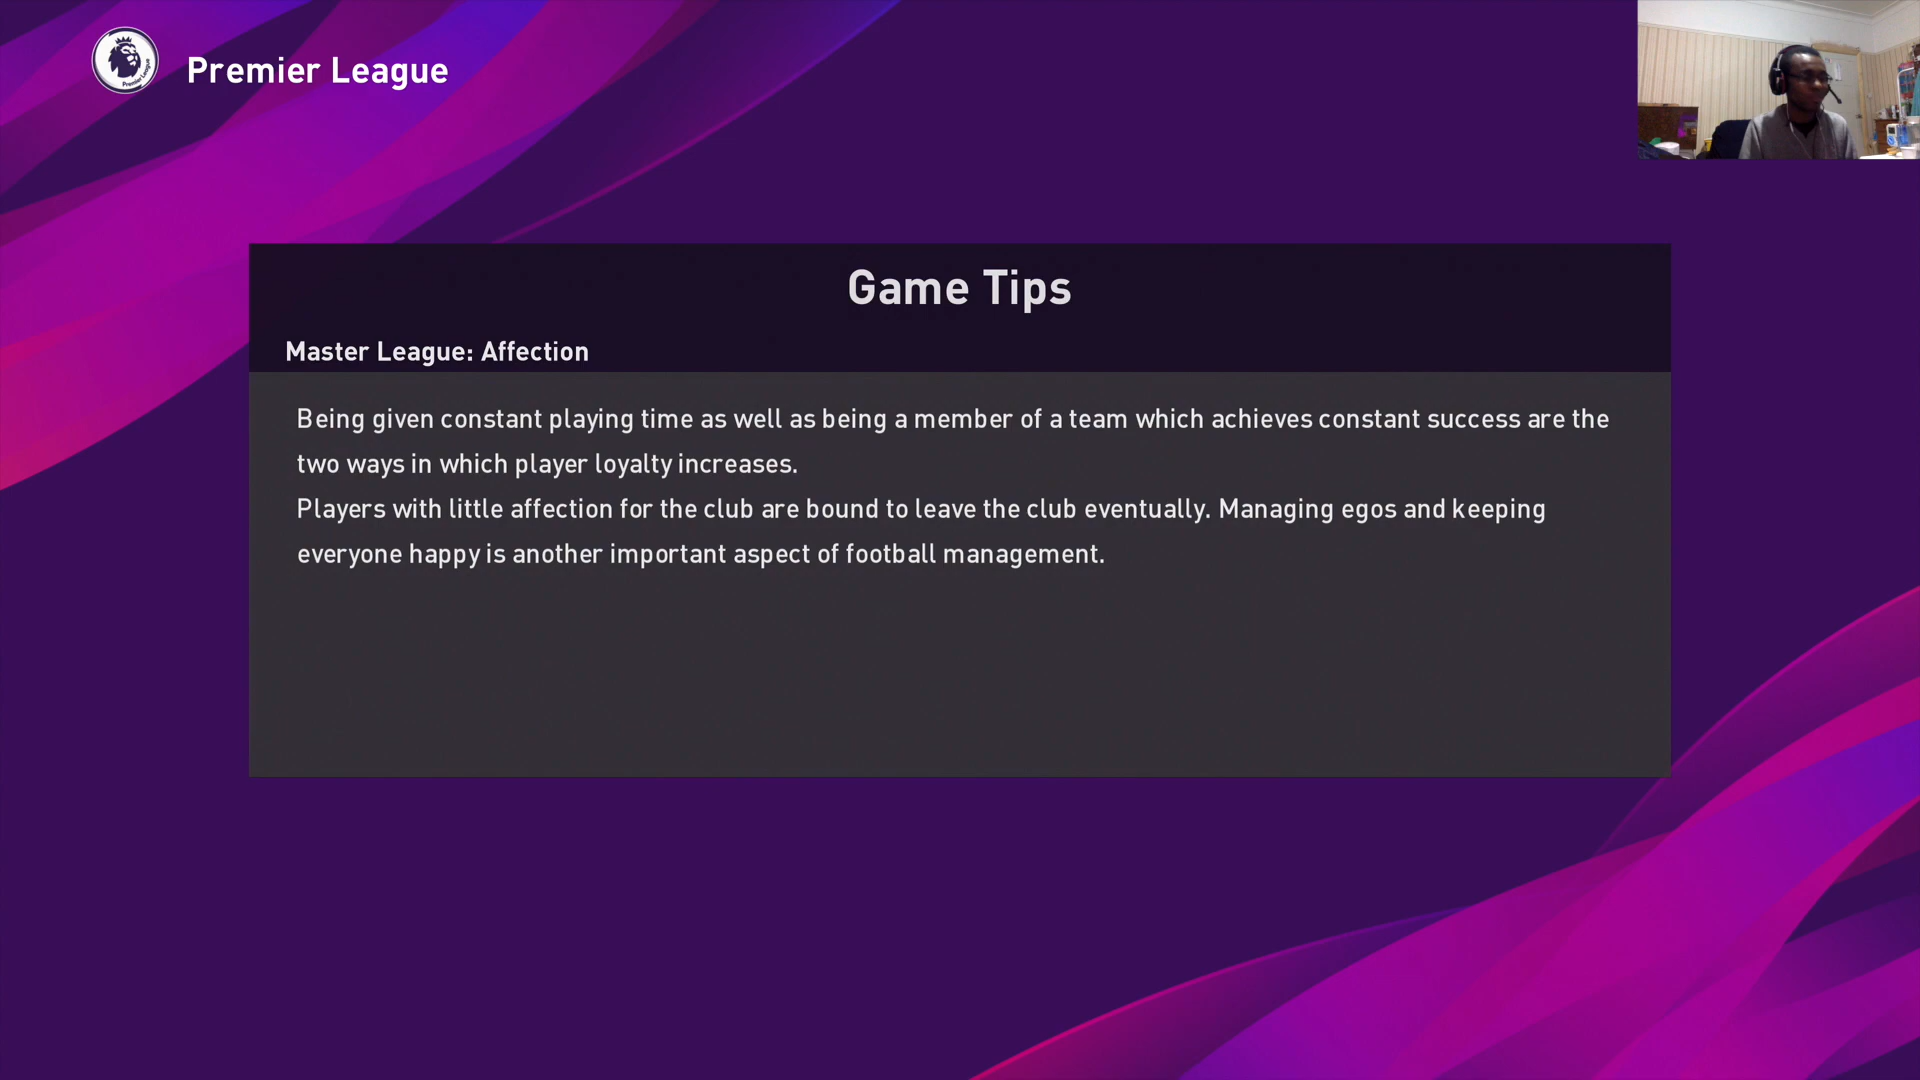 Premier League
Premier League
Game Tips
Master League: Affection
Being given constant playing time as well as being a member of a team which achieves constant success are the
two ways in which player loyalty increases.
Players with little affection for the club are bound to leave the club eventually. Managing egos and keeping
everyone happy is another important aspect of football management.